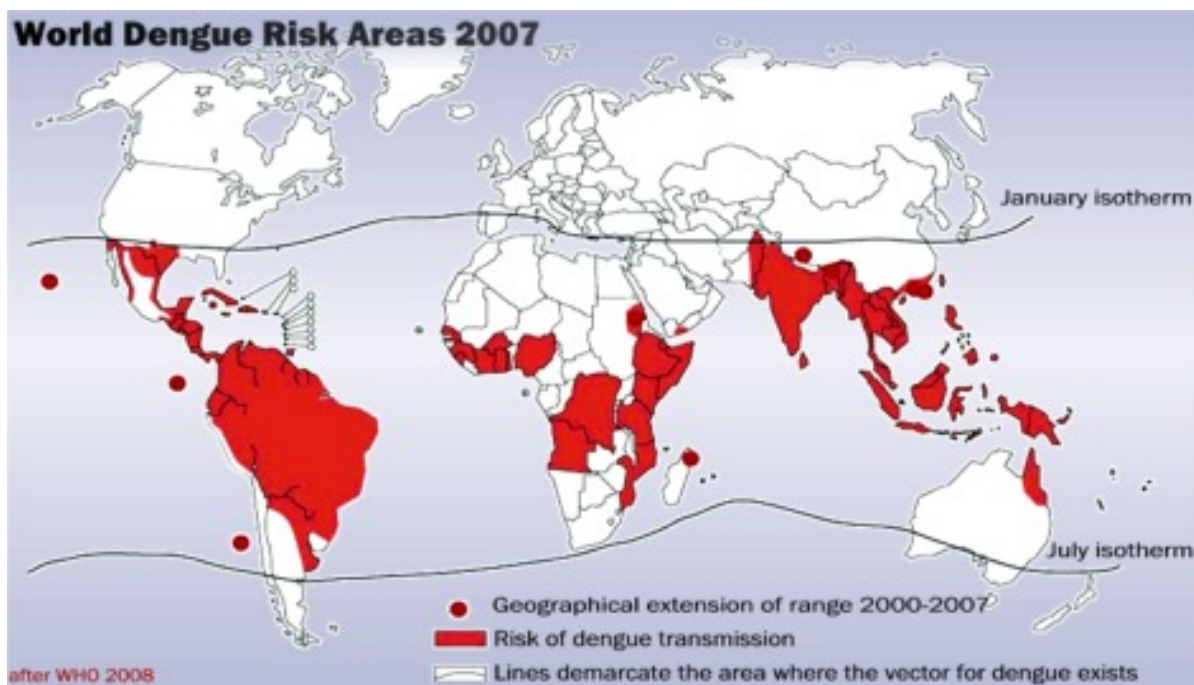 World Dengue Risk Areas 2007
January isotherm
July isotherm
Geographical extension of range 2000-2007
Risk of dengue transmission
Lines demarcate the area where the vector for dengue exists
after WHO 2008